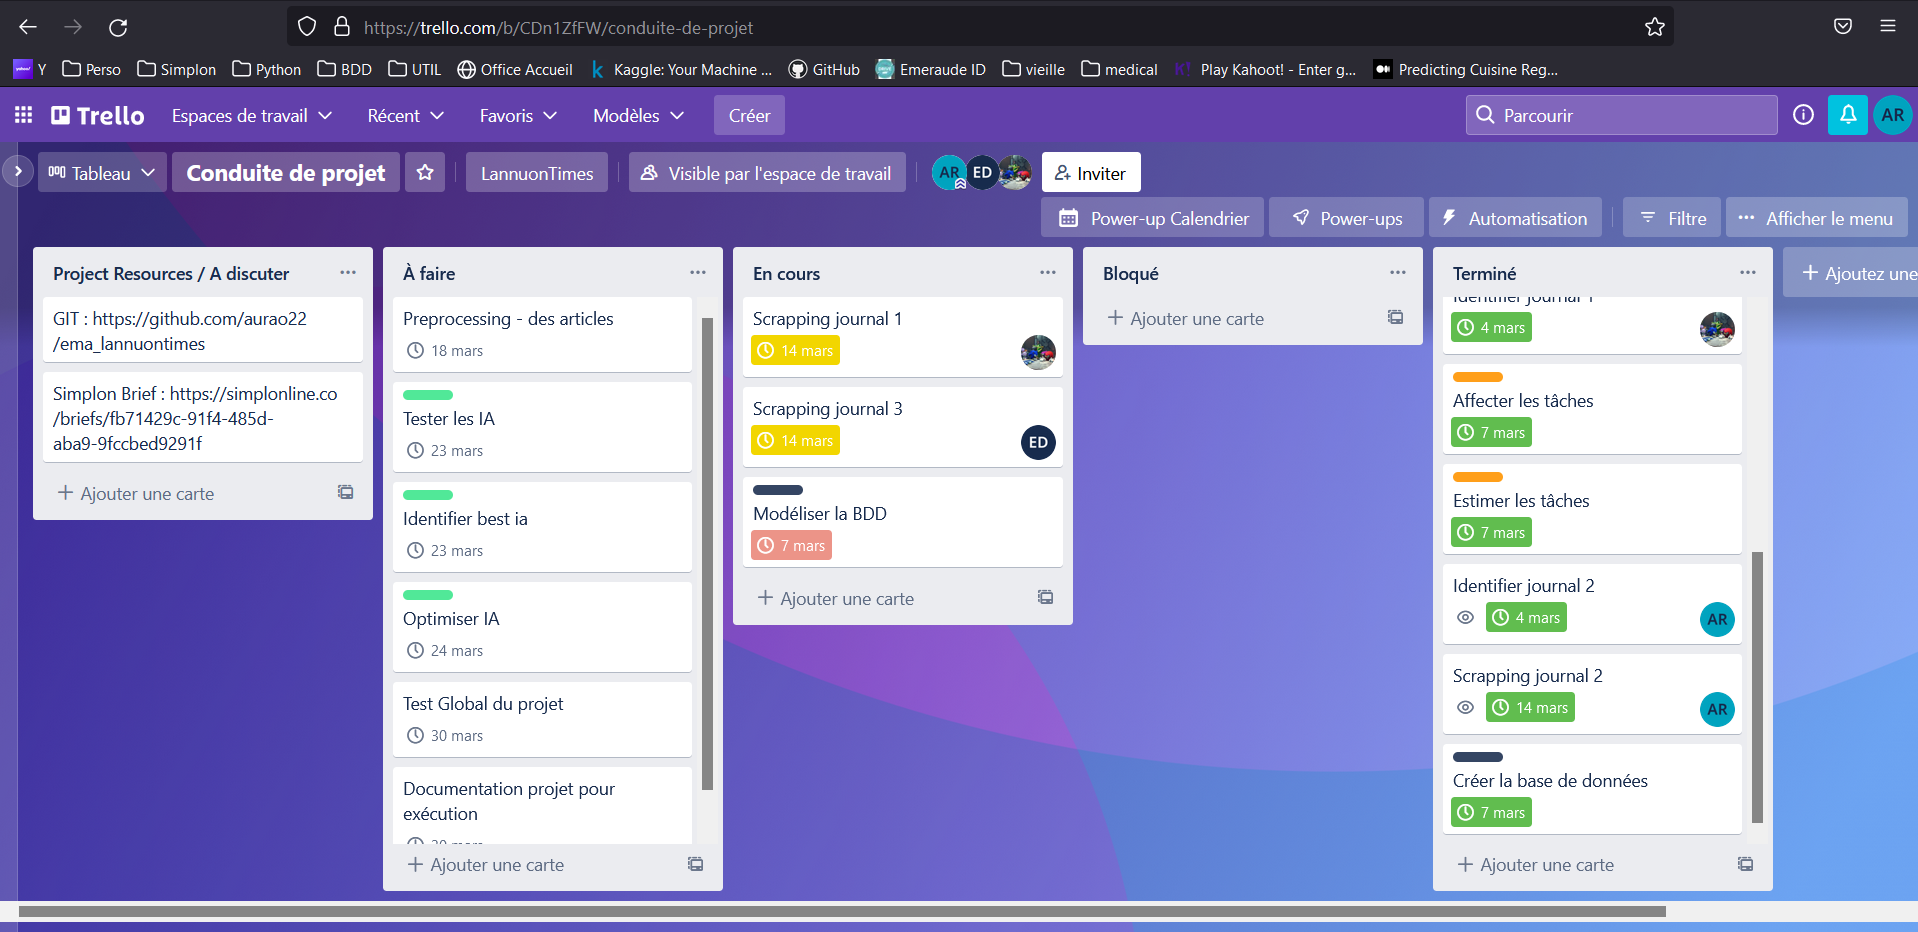 https://trello.com/b/CDn1ZfFW/conduite-de-projet
yahoo! Y Perso Simplon Python BDD UTIL Office Accueil Kaggle: Your Machine ... GitHub Emeraude ID vieille medical K! Play Kahoot! - Enter g... Predicting Cuisine Reg...
Trello Espaces de travail Récent Favoris Modèles Créer Parcourir AR
Tableau Conduite de projet LannuonTimes Visible par l'espace de travail AR ED Inviter
Power-up Calendrier Power-ups Automatisation Filtre Afficher le menu
Project Resources / A discuter
GIT : https://github.com/aurao22
/ema_lannuontimes
Simplon Brief : https://simplonline.co
/briefs/fb71429c-91f4-485d-
aba9-9fccbed9291f
Ajouter une carte
À faire
Preprocessing - des articles
18 mars
Tester les IA
23 mars
Identifier best ia
23 mars
Optimiser IA
24 mars
Test Global du projet
30 mars
Documentation projet pour
exécution
Ajouter une carte
En cours
Scrapping journal 1
14 mars
Scrapping journal 3
14 mars
ED
Modéliser la BDD
7 mars
Ajouter une carte
Bloqué
Ajouter une carte
Terminé
Identifier journal 1
4 mars
Affecter les tâches
7 mars
Estimer les tâches
7 mars
Identifier journal 2
4 mars
AR
Scrapping journal 2
14 mars
AR
Créer la base de données
7 mars
Ajouter une carte
Ajoutez une